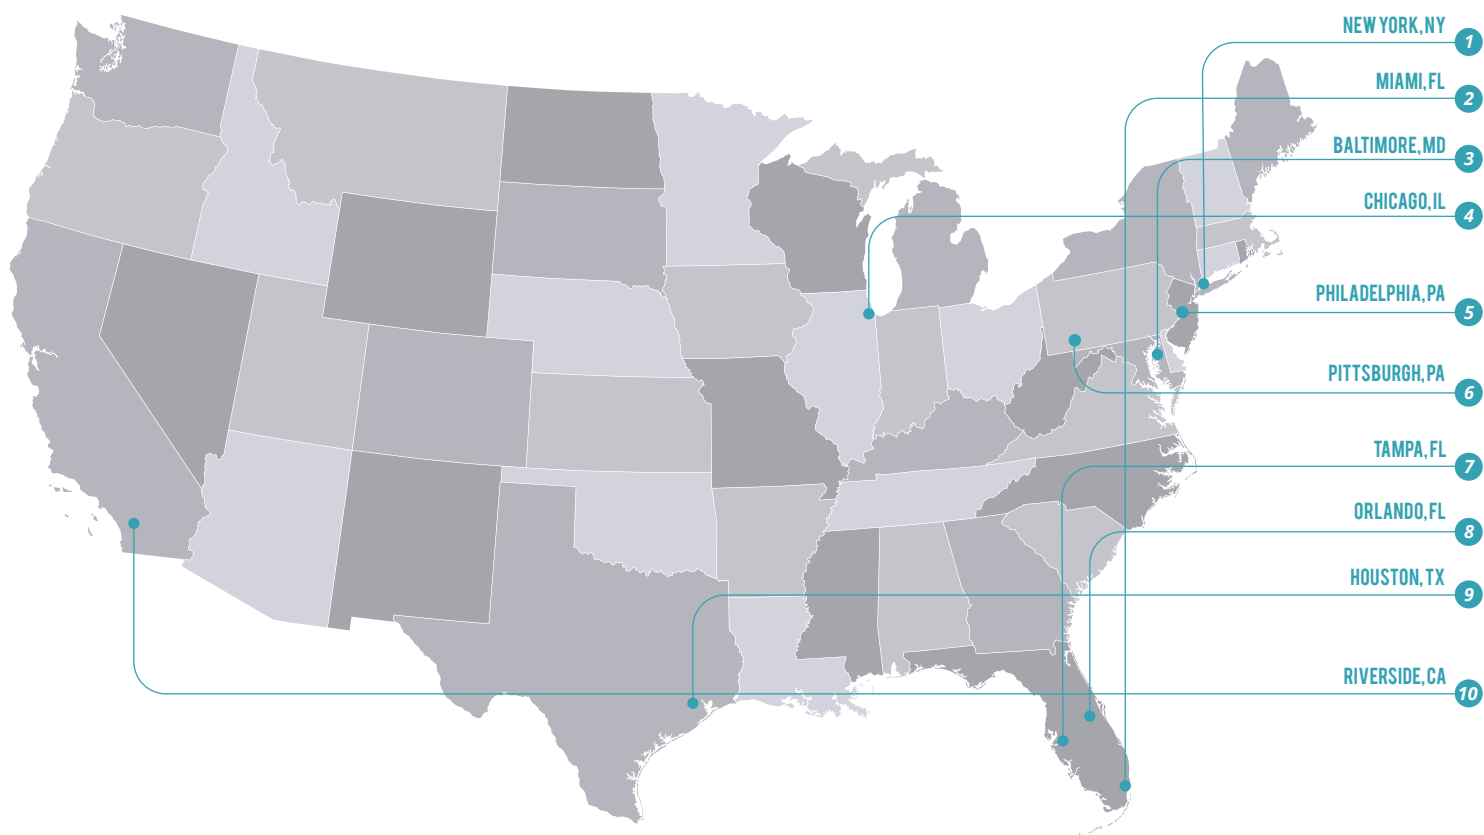 NEW YORK, NY
1
MIAMI, FL
2
BALTIMORE, MD
3
CHICAGO, IL
4
PHILADELPHIA, PA
5
PITTSBURGH, PA
6
TAMPA, FL
7
ORLANDO, FL
8
HOUSTON, TX
9
RIVERSIDE, CA
10